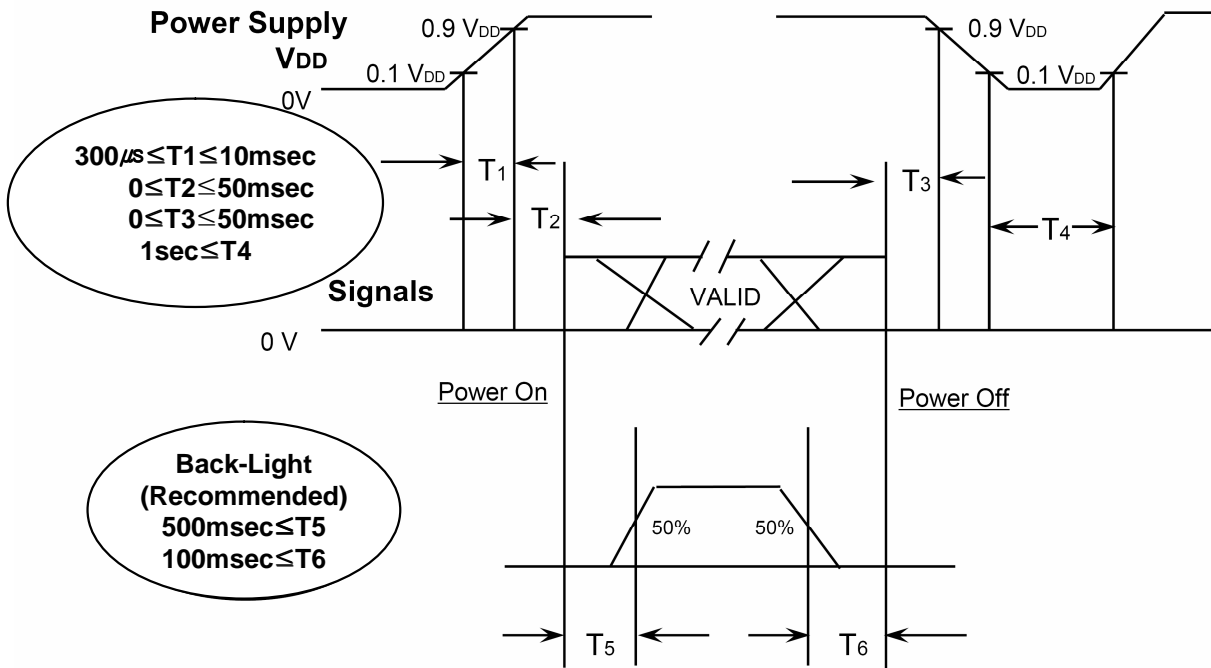 Power Supply
VDD
0.9 VDD
0.1 VDD
0V
0.9 VDD
0.1 VDD
300μs≤T1≤10msec
0≤T2≤50msec
0≤T3≤50msec
1sec≤T4
T1
T2
T3
T4
Signals
VALID
0 V
Power On
Power Off
Back-Light
(Recommended)
500msec≤T5
100msec≤T6
50%
50%
T5
T6